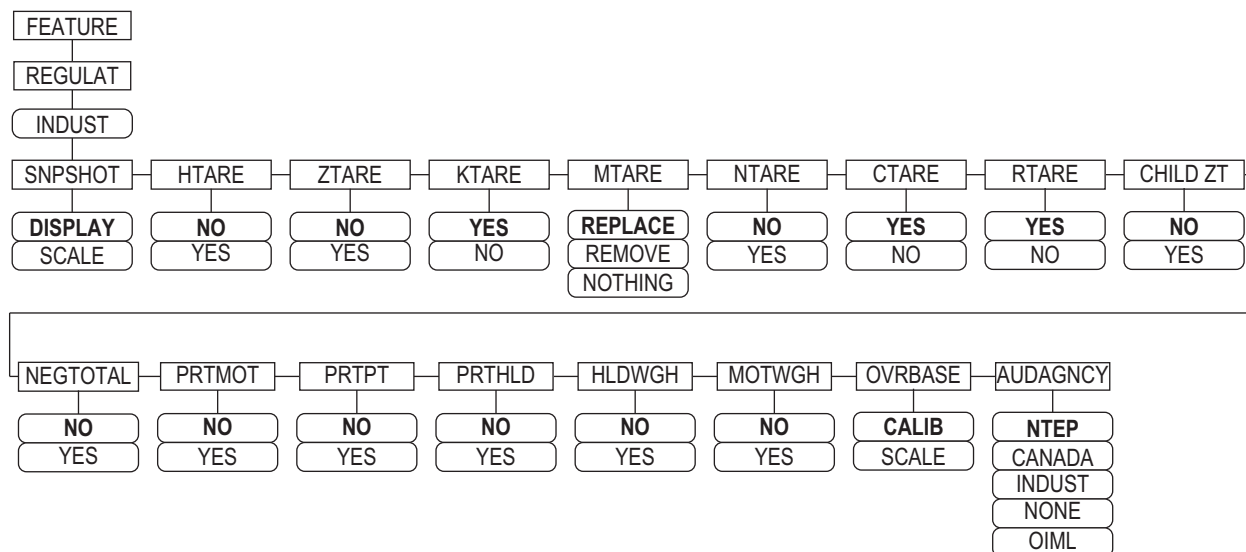 FEATURE
REGULAT
INDUST
SNPSHOT HTARE ZTARE KTARE MTARE NTARE CTARE RTARE CHILD ZT
DISPLAY NO NO YES REPLACE NO YES YES NO
SCALE YES YES NO REMOVE YES NO NO YES
NOTHING
NEGTOTAL PRTMOT PRTPT PRTHLD HLDWGH MOTWGH OVRBASE AUDAGNCY
NO NO NO NO NO NO CALIB NTEP
YES YES YES YES YES YES SCALE CANADA
INDUST
NONE
OIML